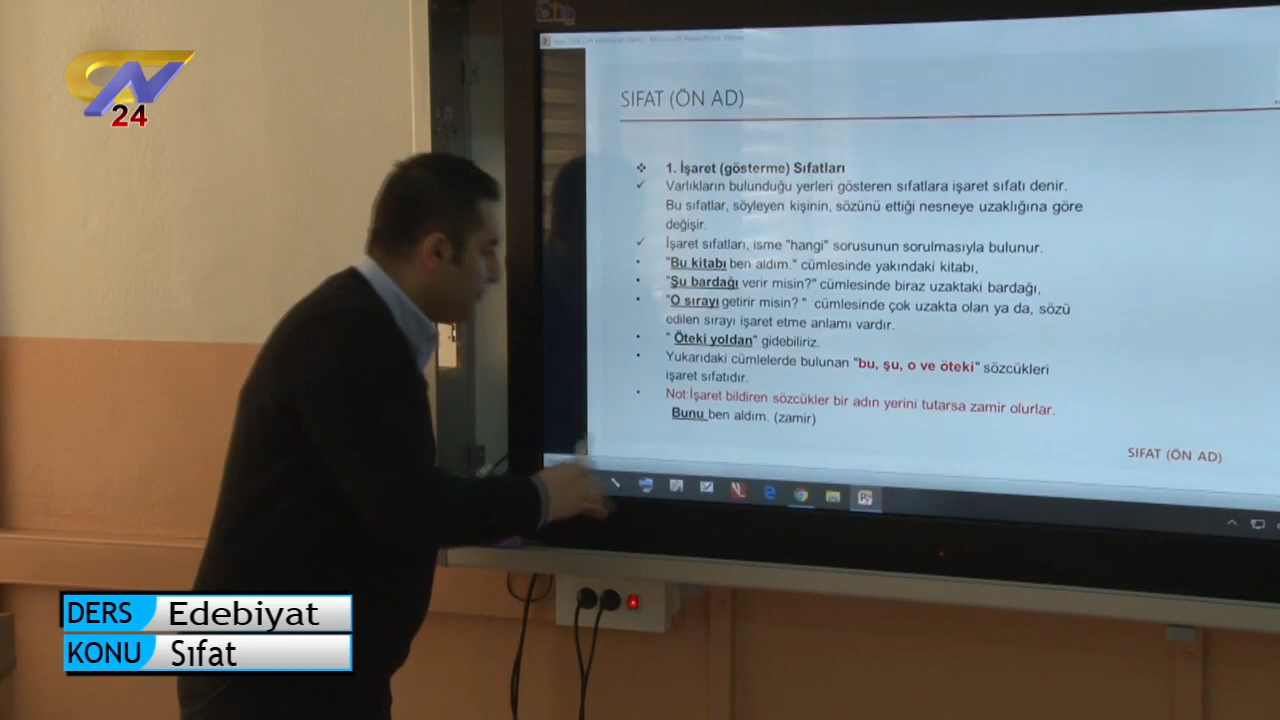 24
SIFAT (ÖN AD)
❖ 1. İşaret (gösterme) Sıfatları
✓ Varlıkların bulunduğu yerleri gösteren sıfatlara işaret sıfatı denir.
Bu sıfatlar, söyleyen kişinin, sözünü ettiği nesneye uzaklığına göre
değişir.
✓ İşaret sıfatları, isme "hangi" sorusunun sorulmasıyla bulunur.
• "Bu kitabı ben aldım." cümlesinde yakındaki kitabı,
• "Şu bardağı verir misin?" cümlesinde biraz uzaktaki bardağı,
• "O sırayı getirir misin? " cümlesinde çok uzakta olan ya da, sözü
edilen sırayı işaret etme anlamı vardır.
• " Öteki yoldan" gidebiliriz.
• Yukarıdaki cümlelerde bulunan "bu, şu, o ve öteki" sözcükleri
işaret sıfatıdır.
• Not:İşaret bildiren sözcükler bir adın yerini tutarsa zamir olurlar.
Bunu ben aldım. (zamir)
SIFAT (ÖN AD)
DERS Edebiyat
KONU Sıfat